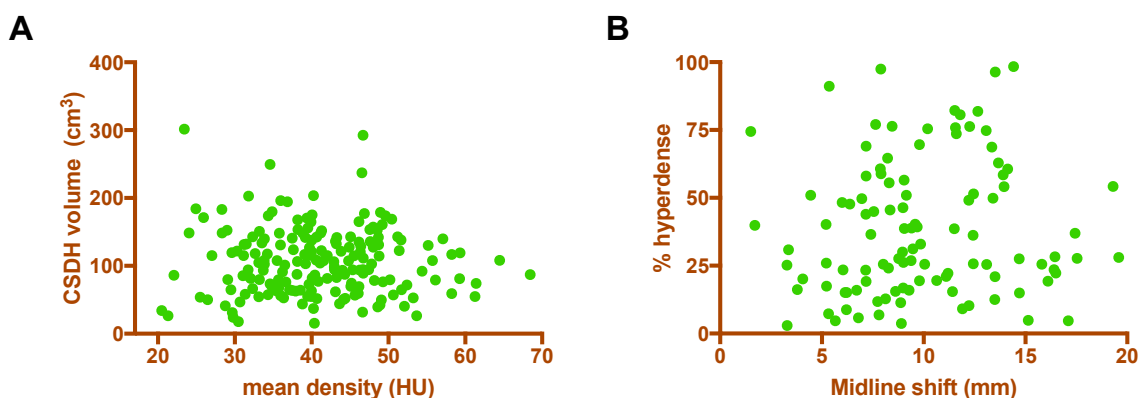 A
CSDH volume (cm³)
400
300
200
100
0
20 30 40 50 60 70
mean density (HU)
B
% hyperdense
100
75
50
25
0
0 5 10 15 20
Midline shift (mm)